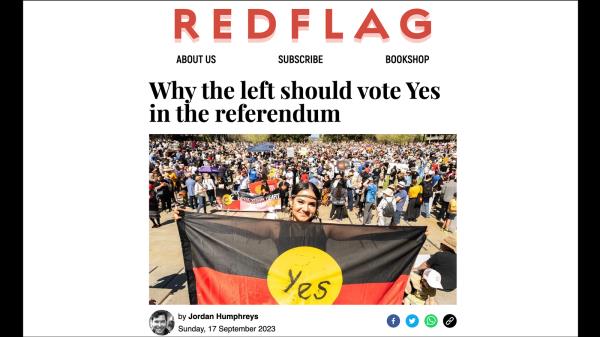 REDFLAG
ABOUT US SUBSCRIBE BOOKSHOP
Why the left should vote Yes
in the referendum
Yes
by Jordan Humphreys
Sunday, 17 September 2023